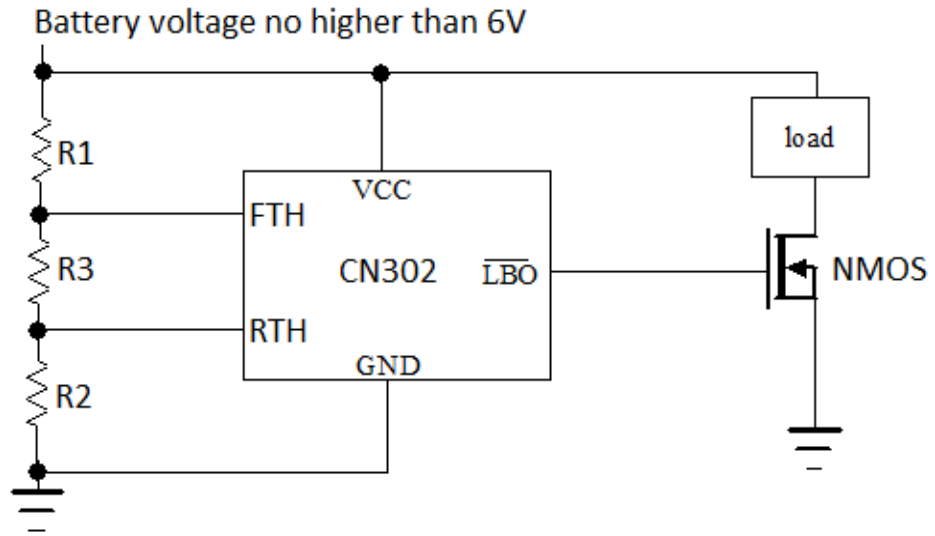 Battery voltage no higher than 6V
R1
load
VCC
FTH
R3
CN302
LBO
NMOS
RTH
GND
R2